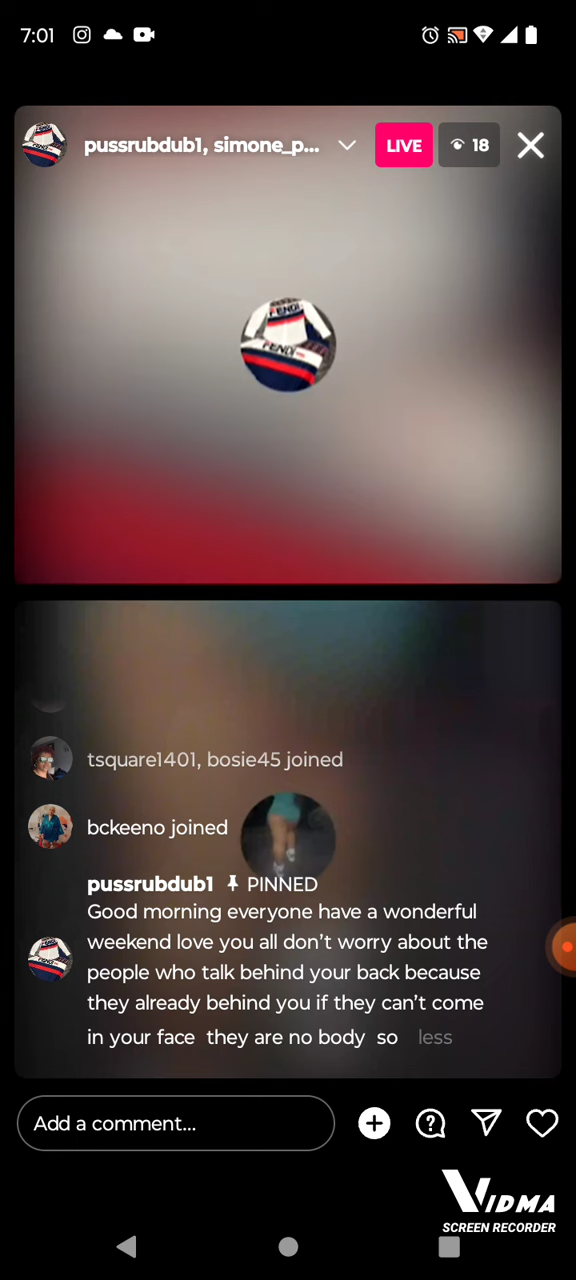 7:01
pussrubdub1, simone_p...
LIVE
18
FENDI
FENDI
tsquare1401, bosie45 joined
bckeeno joined
pussrubdub1 PINNED
Good morning everyone have a wonderful
weekend love you all don't worry about the
people who talk behind your back because
they already behind you if they can't come
in your face they are no body so less
Add a comment...
VIDMA
SCREEN RECORDER